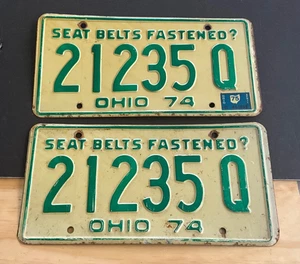 SEAT BELTS FASTENED?
21235 Q
OHIO 74
SEAT BELTS FASTENED?
21235 Q
OHIO 74